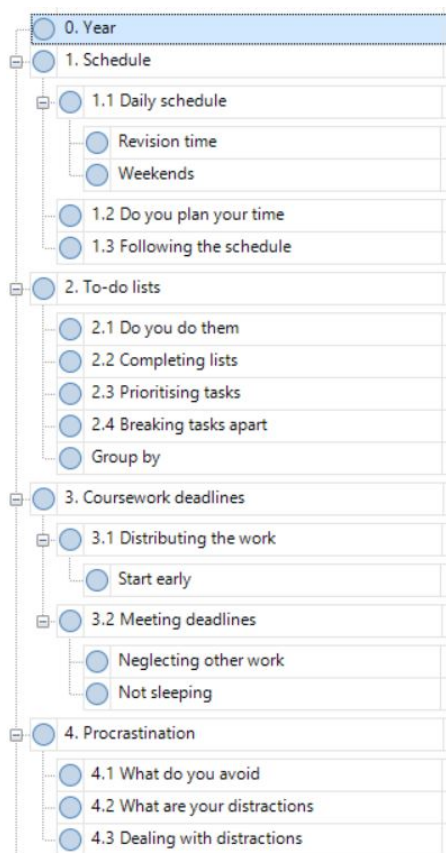 0. Year
1. Schedule
1.1 Daily schedule
Revision time
Weekends
1.2 Do you plan your time
1.3 Following the schedule
2. To-do lists
2.1 Do you do them
2.2 Completing lists
2.3 Prioritising tasks
2.4 Breaking tasks apart
Group by
3. Coursework deadlines
3.1 Distributing the work
Start early
3.2 Meeting deadlines
Neglecting other work
Not sleeping
4. Procrastination
4.1 What do you avoid
4.2 What are your distractions
4.3 Dealing with distractions